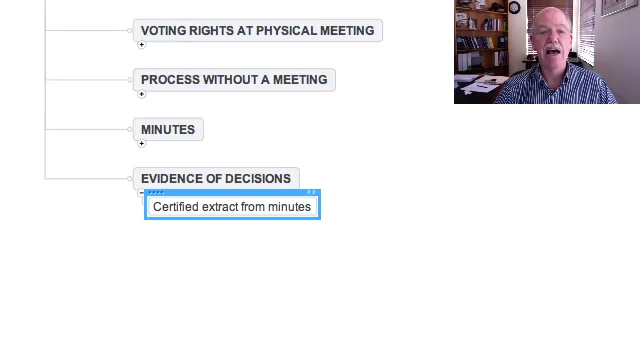 VOTING RIGHTS AT PHYSICAL MEETING
PROCESS WITHOUT A MEETING
MINUTES
EVIDENCE OF DECISIONS
Certified extract from minutes